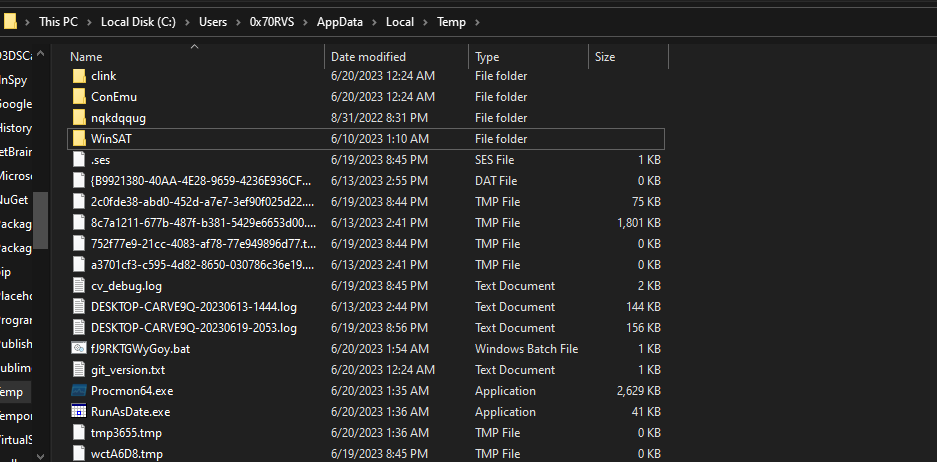 This PC > Local Disk (C:) > Users > 0x70RVS > AppData > Local > Temp >
Name Date modified Type Size
clink 6/20/2023 12:24 AM File folder
ConEmu 6/20/2023 12:24 AM File folder
nqkdqqug 8/31/2022 8:31 PM File folder
WinSAT 6/10/2023 1:10 AM File folder
.ses 6/19/2023 8:45 PM SES File 1 KB
{B9921380-40AA-4E28-9659-4236E936CF... 6/13/2023 2:55 PM DAT File 0 KB
2c0fde38-abd0-452d-a7e7-3ef90f025d22.... 6/19/2023 8:44 PM TMP File 75 KB
8c7a1211-677b-487f-b381-5429e6653d00.... 6/13/2023 2:41 PM TMP File 1,801 KB
752f77e9-21cc-4083-af78-77e949896d77.t... 6/19/2023 8:44 PM TMP File 0 KB
a3701cf3-c595-4d82-8650-030786c36e19.... 6/13/2023 2:41 PM TMP File 0 KB
cv_debug.log 6/19/2023 8:45 PM Text Document 2 KB
DESKTOP-CARVE9Q-20230613-1444.log 6/13/2023 2:44 PM Text Document 144 KB
DESKTOP-CARVE9Q-20230619-2053.log 6/19/2023 8:56 PM Text Document 156 KB
fJ9RKTGWyGoy.bat 6/20/2023 1:54 AM Windows Batch File 1 KB
git_version.txt 6/20/2023 12:24 AM Text Document 1 KB
Procmon64.exe 6/20/2023 1:35 AM Application 2,629 KB
RunAsDate.exe 6/20/2023 1:36 AM Application 41 KB
tmp3655.tmp 6/20/2023 1:36 AM TMP File 0 KB
wctA6D8.tmp 6/19/2023 8:45 PM TMP File 0 KB
03DSCa
nSpy
Google
History
etBrain
Micros
NuGet
Packag
Packag
pip
Placeho
Program
Publish
ublime
Temp
Tempor
VirtualS